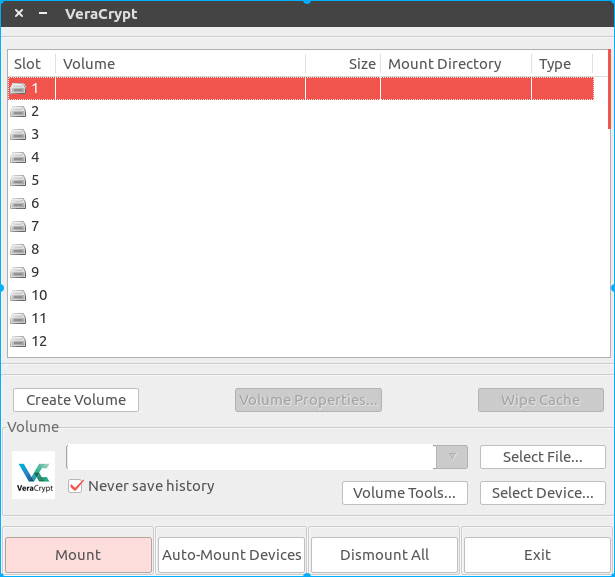 VeraCrypt
Slot Volume Size Mount Directory Type
1
2
3
4
5
6
7
8
9
10
11
12
Create Volume Volume Properties... Wipe Cache
Volume
Select File...
VeraCrypt
Never save history
Volume Tools... Select Device...
Mount Auto-Mount Devices Dismount All Exit